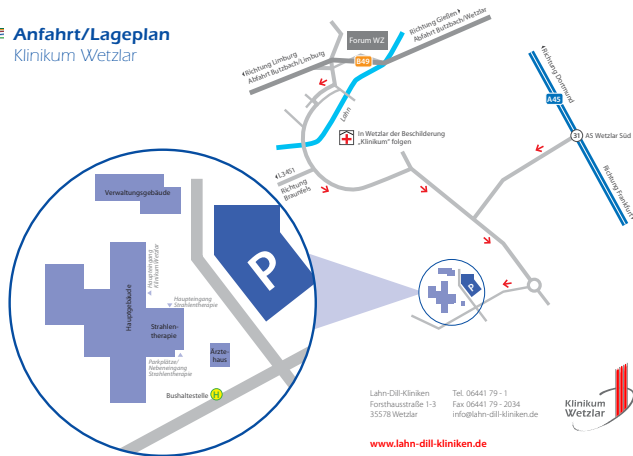 Anfahrt/Lageplan
Klinikum Wetzlar
Richtung Limburg
Abfahrt Butzbach/Limburg
Forum WZ
B49
Richtung Gießen
Abfahrt Butzbach/Wetzlar
Lahn
In Wetzlar der Beschilderung
„Klinikum“ folgen
Richtung Dortmund
A45
31
AS Wetzlar Süd
Richtung Frankfurt
L3451
Richtung
Braunfels
Verwaltungsgebäude
P
Hauptgebäude
Haupteingang
Klinikum Wetzlar
Haupteingang
Strahlentherapie
Strahlen-
therapie
Ärzte-
haus
Parkplätze/
Nebeneingang
Strahlentherapie
Bushaltestelle
H
P
Lahn-Dill-Kliniken
Forsthausstraße 1-3
35578 Wetzlar
Tel. 06441 79 - 1
Fax 06441 79 - 2034
info@lahn-dill-kliniken.de
www.lahn-dill-kliniken.de
Klinikum
Wetzlar